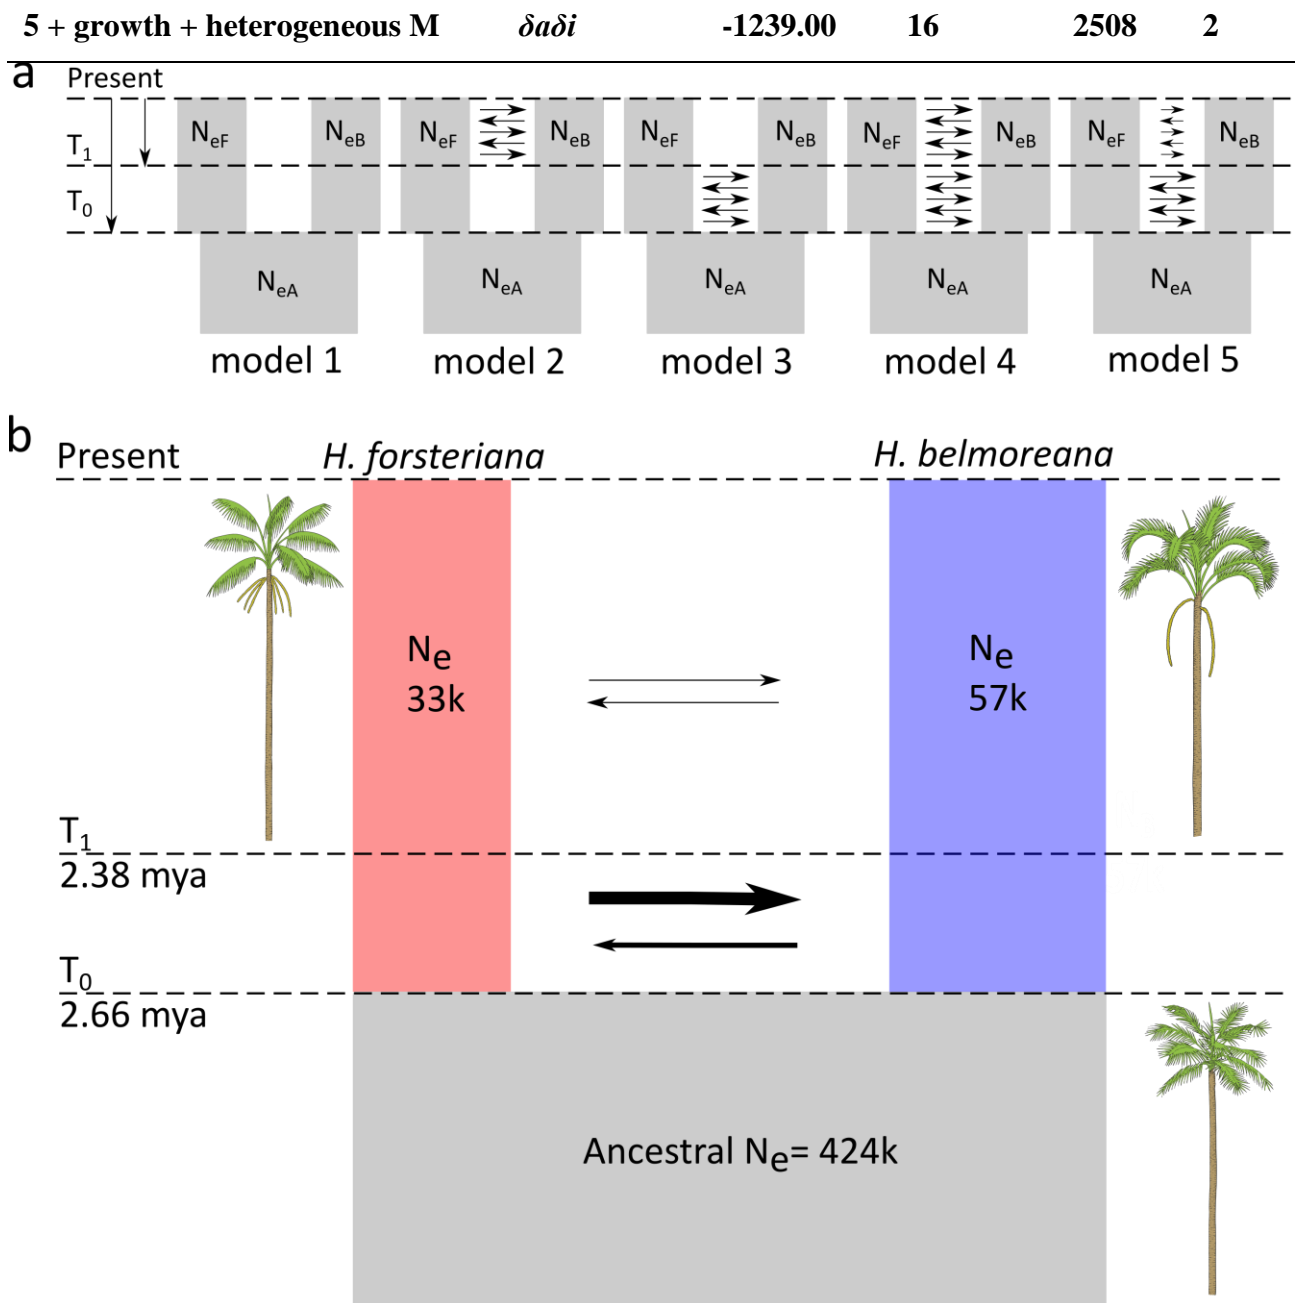 5 + growth + heterogeneous M δaδi -1239.00 16 2508 2
a
Present
T1 NeF NeB NeF NeB NeF NeB NeF NeB NeF NeB
T0
NeA NeA NeA NeA NeA
model 1 model 2 model 3 model 4 model 5
b
Present H. forsteriana H. belmoreana
Ne Ne
33k 57k
T1
2.38 mya
T0
2.66 mya
Ancestral Ne= 424k